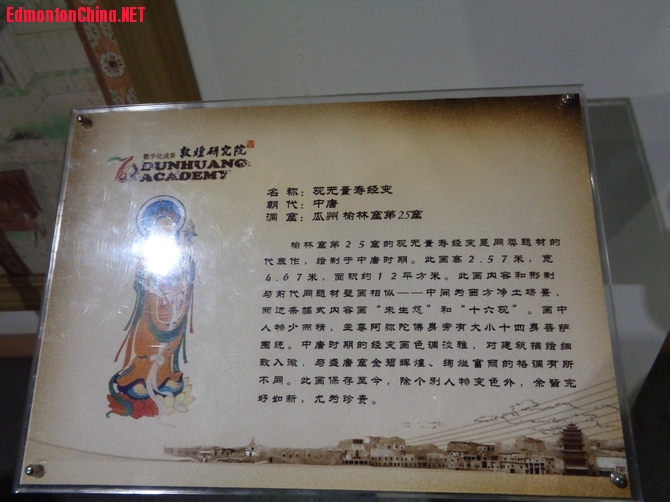 EdmontonChina.NET
数字化成果 敦煌研究院
70 DUNHUANG ACADEMY
名 称：观无量寿经变
朝 代：中唐
洞 窟：瓜州 榆林窟第25窟
榆林窟第25窟的观无量寿经变是同类题材的
代表作，绘制于中唐时期。此画高2.57米，宽
4.67米，面积约12平方米。此画内容和形制
与前代同题材壁画相似——中间为西方净土场景，
两边条幅式内容画“未生怨”和“十六观”。画中
人物少而精，主尊阿弥陀佛身旁有大小十四身菩萨
围绕。中唐时期的经变画色调淡雅，对建筑描绘细
致入微，与盛唐金碧辉煌、绚烂富丽的格调有所
不同。此画保存至今，除个别人物变色外，余皆完
好如新，尤为珍贵。